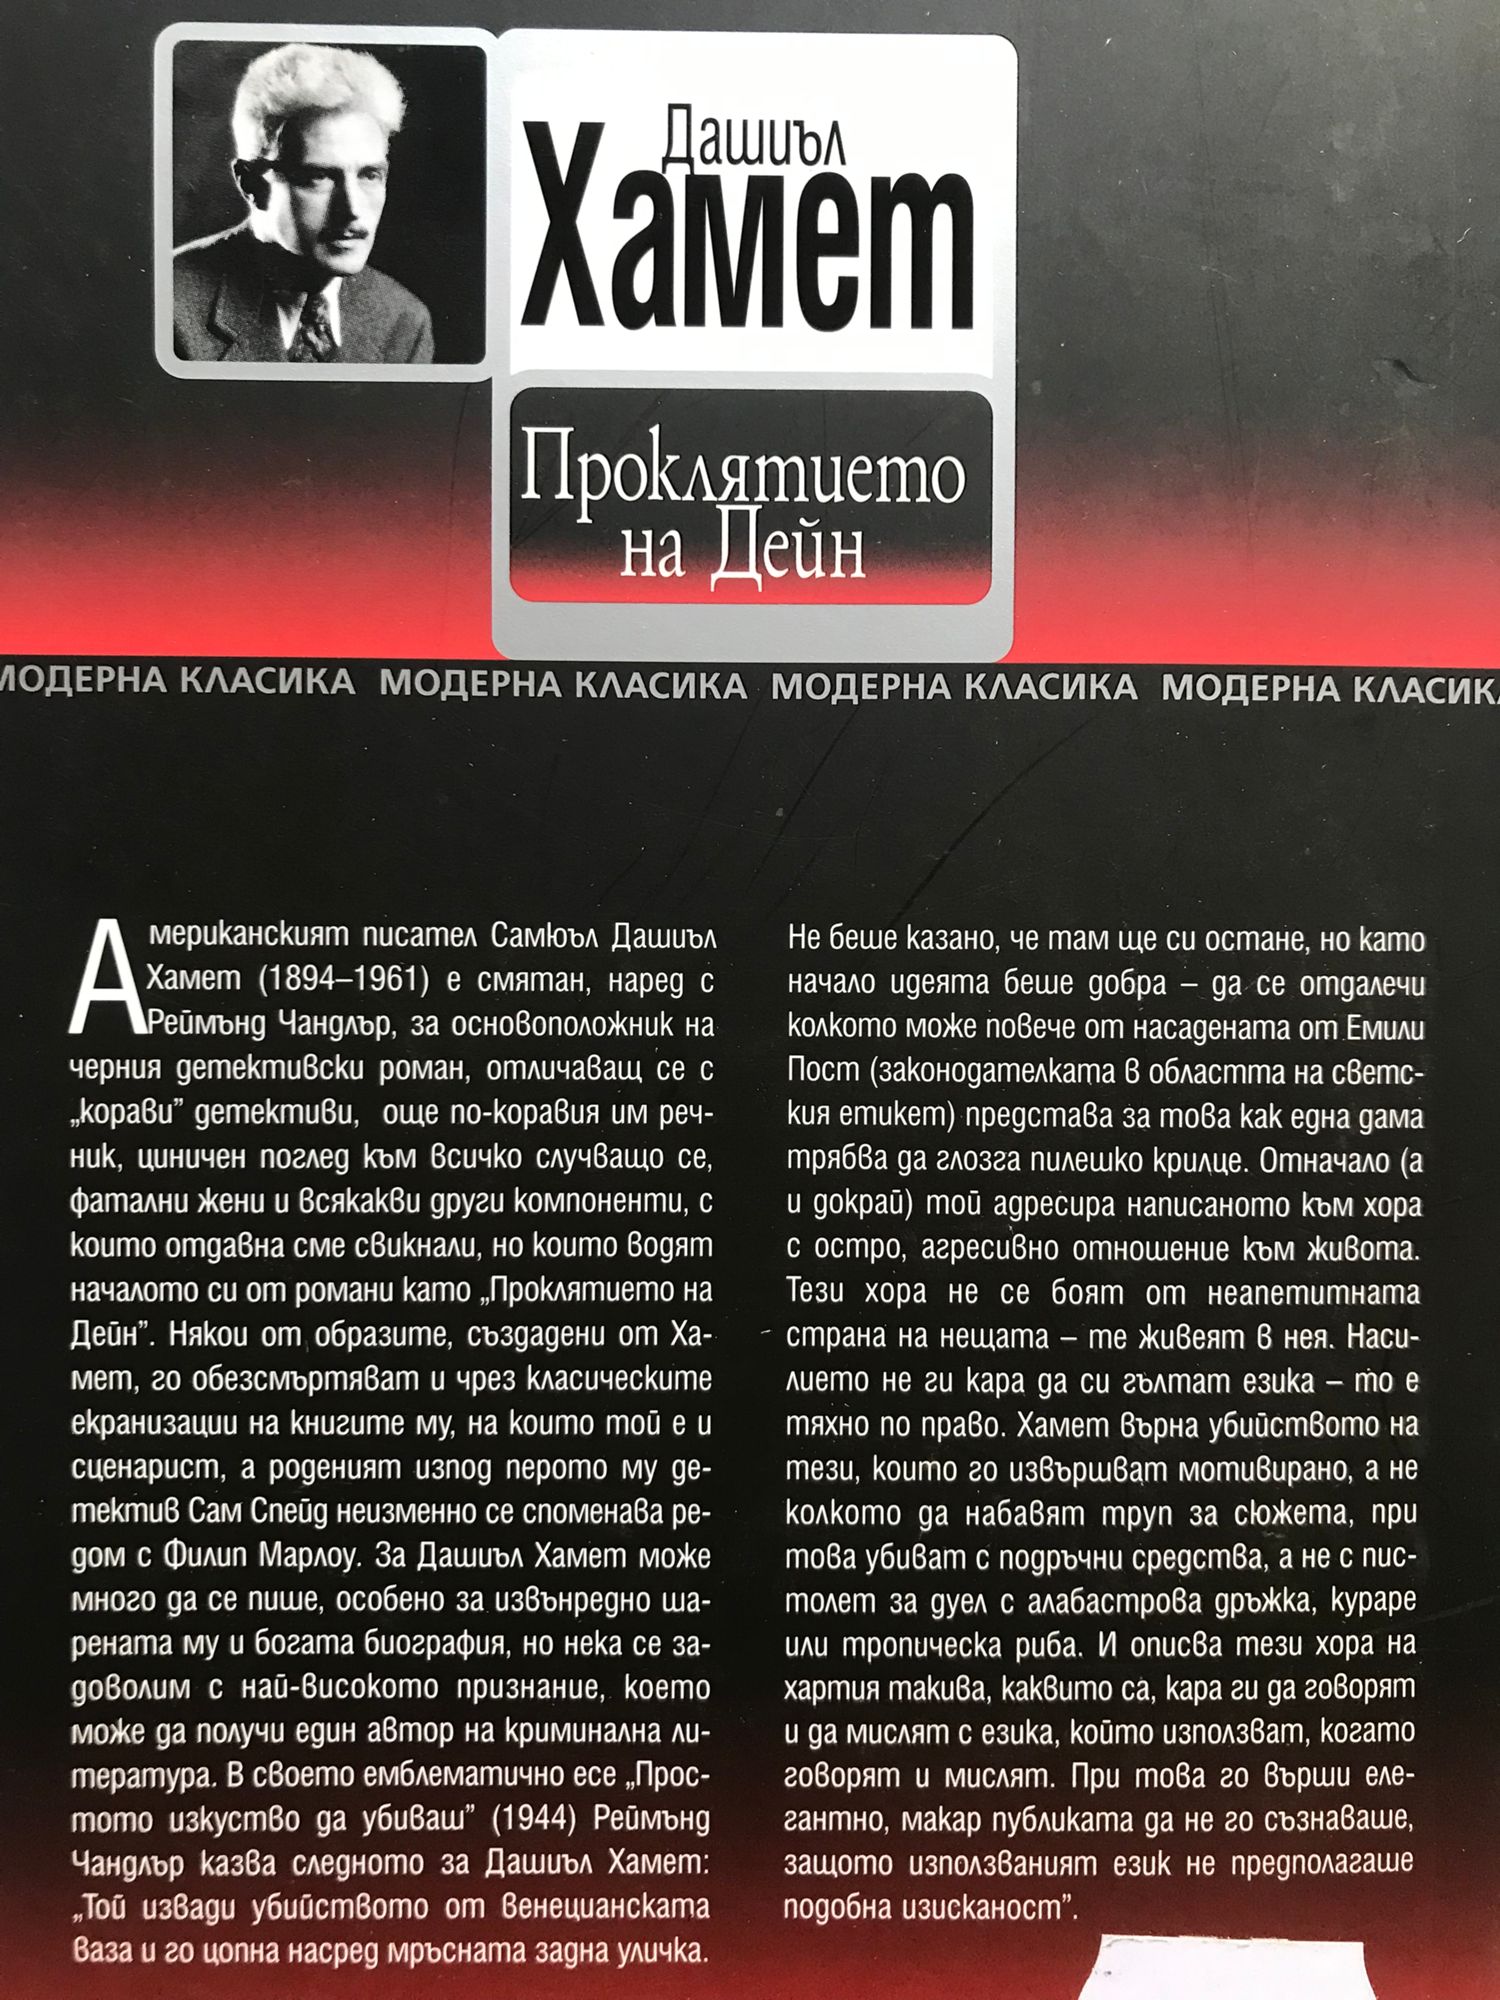 Дашиъл
Хамет
Проклятието
на Дейн
МОДЕРНА КЛАСИКА МОДЕРНА КЛАСИКА МОДЕРНА КЛАСИКА МОДЕРНА КЛАСИК
Американският писател Самюъл Дашиъл
Хамет (1894–1961) е смятан, наред с
Реймънд Чандлър, за основоположник на
черния детективски роман, отличаващ се с
„корави” детективи, още по-коравия им реч-
ник, циничен поглед към всичко случващо се,
фатални жени и всякакви други компоненти, с
които отдавна сме свикнали, но които водят
началото си от романи като „Проклятието на
Дейн”. Някои от образите, създадени от Ха-
мет, го обезсмъртяват и чрез класическите
екранизации на книгите му, на които той е и
сценарист, а роденият изпод перото му де-
тектив Сам Спейд неизменно се споменава ре-
дом с Филип Марлоу. За Дашиъл Хамет може
много да се пише, особено за извънредно ша-
рената му и богата биография, но нека се за-
доволим с най-високото признание, което
може да получи един автор на криминална ли-
тература. В своето емблематично есе „Прос-
тото изкуство да убиваш” (1944) Реймънд
Чандлър казва следното за Дашиъл Хамет:
„Той извади убийството от венецианската
ваза и го цопна насред мръсната задна уличка.
Не беше казано, че там ще си остане, но като
начало идеята беше добра – да се отдалечи
колкото може повече от насадената от Емили
Пост (законодателката в областта на светс-
кия етикет) представа за това как една дама
трябва да глозга пилешко крилце. Отначало (а
и докрай) той адресира написаното към хора
с остро, агресивно отношение към живота.
Тези хора не се боят от неапетитната
страна на нещата – те живеят в нея. Наси-
лието не ги кара да си гълтат езика – то е
тяхно по право. Хамет върна убийството на
тези, които го извършват мотивирано, а не
колкото да набавят труп за сюжета, при
това убиват с подръчни средства, а не с пис-
толет за дуел с алабастрова дръжка, кураре
или тропическа риба. И описва тези хора на
хартия такива, каквито са, кара ги да говорят
и да мислят с езика, който използват, когато
говорят и мислят. При това го върши еле-
гантно, макар публиката да не го съзнаваше,
защото използваният език не предполагаше
подобна изисканост”.